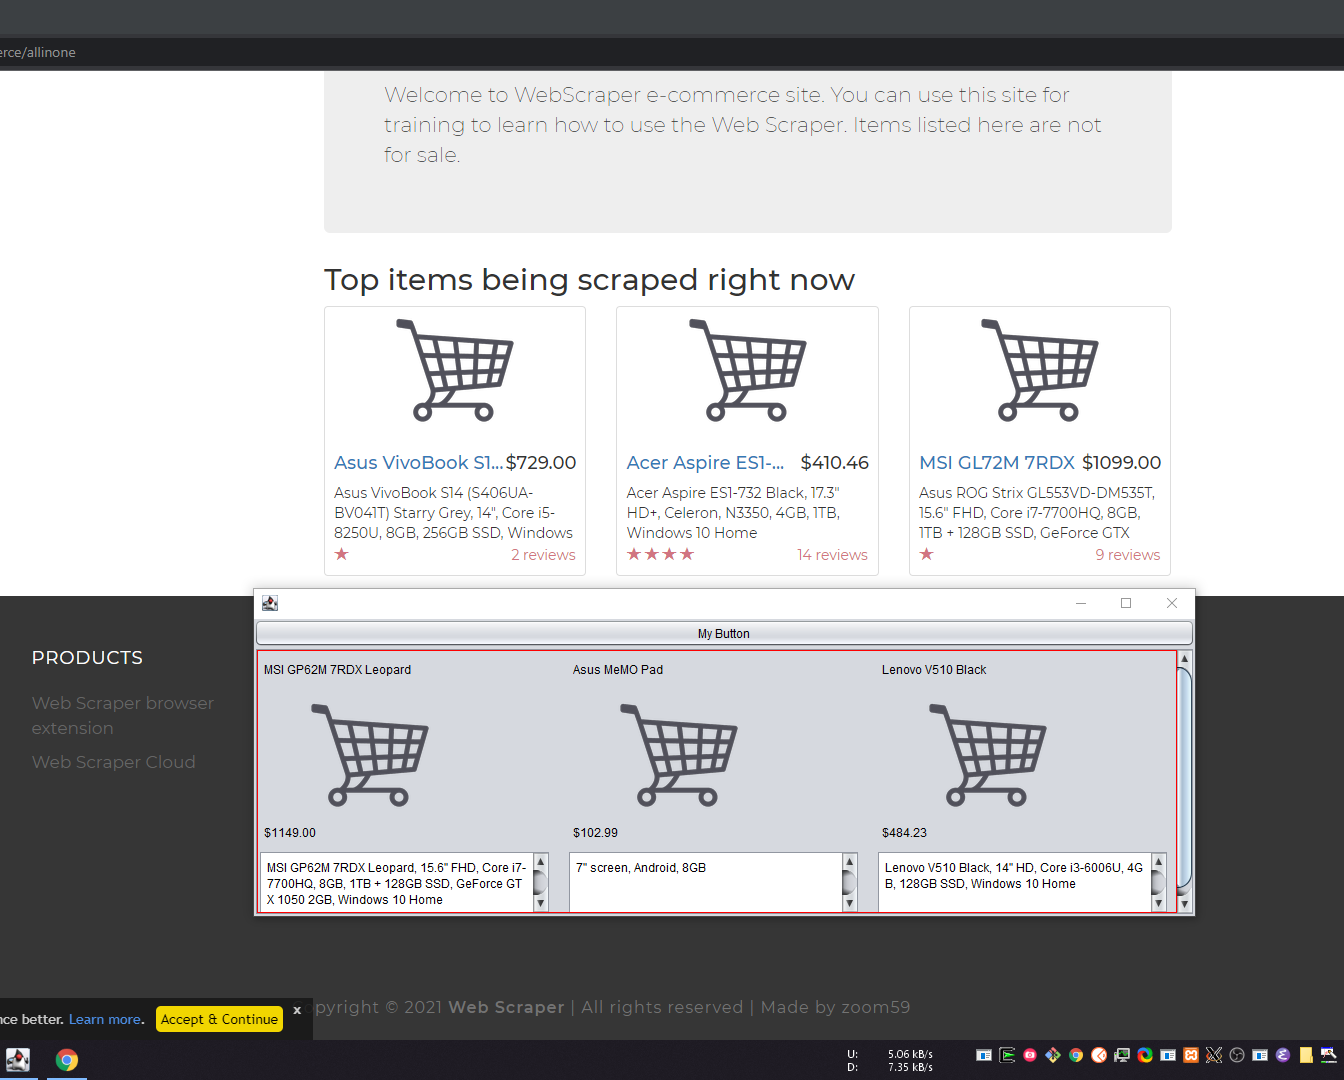 erce/allinone
Welcome to WebScraper e-commerce site. You can use this site for
training to learn how to use the Web Scraper. Items listed here are not
for sale.
Top items being scraped right now
Asus VivoBook S1... $729.00
Asus VivoBook S14 (S406UA-
BV041T) Starry Grey, 14", Core i5-
8250U, 8GB, 256GB SSD, Windows
2 reviews
Acer Aspire ES1-... $410.46
Acer Aspire ES1-732 Black, 17.3"
HD+, Celeron, N3350, 4GB, 1TB,
Windows 10 Home
14 reviews
MSI GL72M 7RDX $1099.00
Asus ROG Strix GL553VD-DM535T,
15.6" FHD, Core i7-7700HQ, 8GB,
1TB + 128GB SSD, GeForce GTX
9 reviews
PRODUCTS
Web Scraper browser
extension
Web Scraper Cloud
My Button
MSI GP62M 7RDX Leopard
$1149.00
MSI GP62M 7RDX Leopard, 15.6" FHD, Core i7-
7700HQ, 8GB, 1TB + 128GB SSD, GeForce GT
X 1050 2GB, Windows 10 Home
Asus MeMO Pad
$102.99
7" screen, Android, 8GB
Lenovo V510 Black
$484.23
Lenovo V510 Black, 14" HD, Core i3-6006U, 4G
B, 128GB SSD, Windows 10 Home
opyright © 2021 Web Scraper | All rights reserved | Made by zoom59
nce better. Learn more. Accept & Continue x
U: 5.06 kB/s
D: 7.35 kB/s